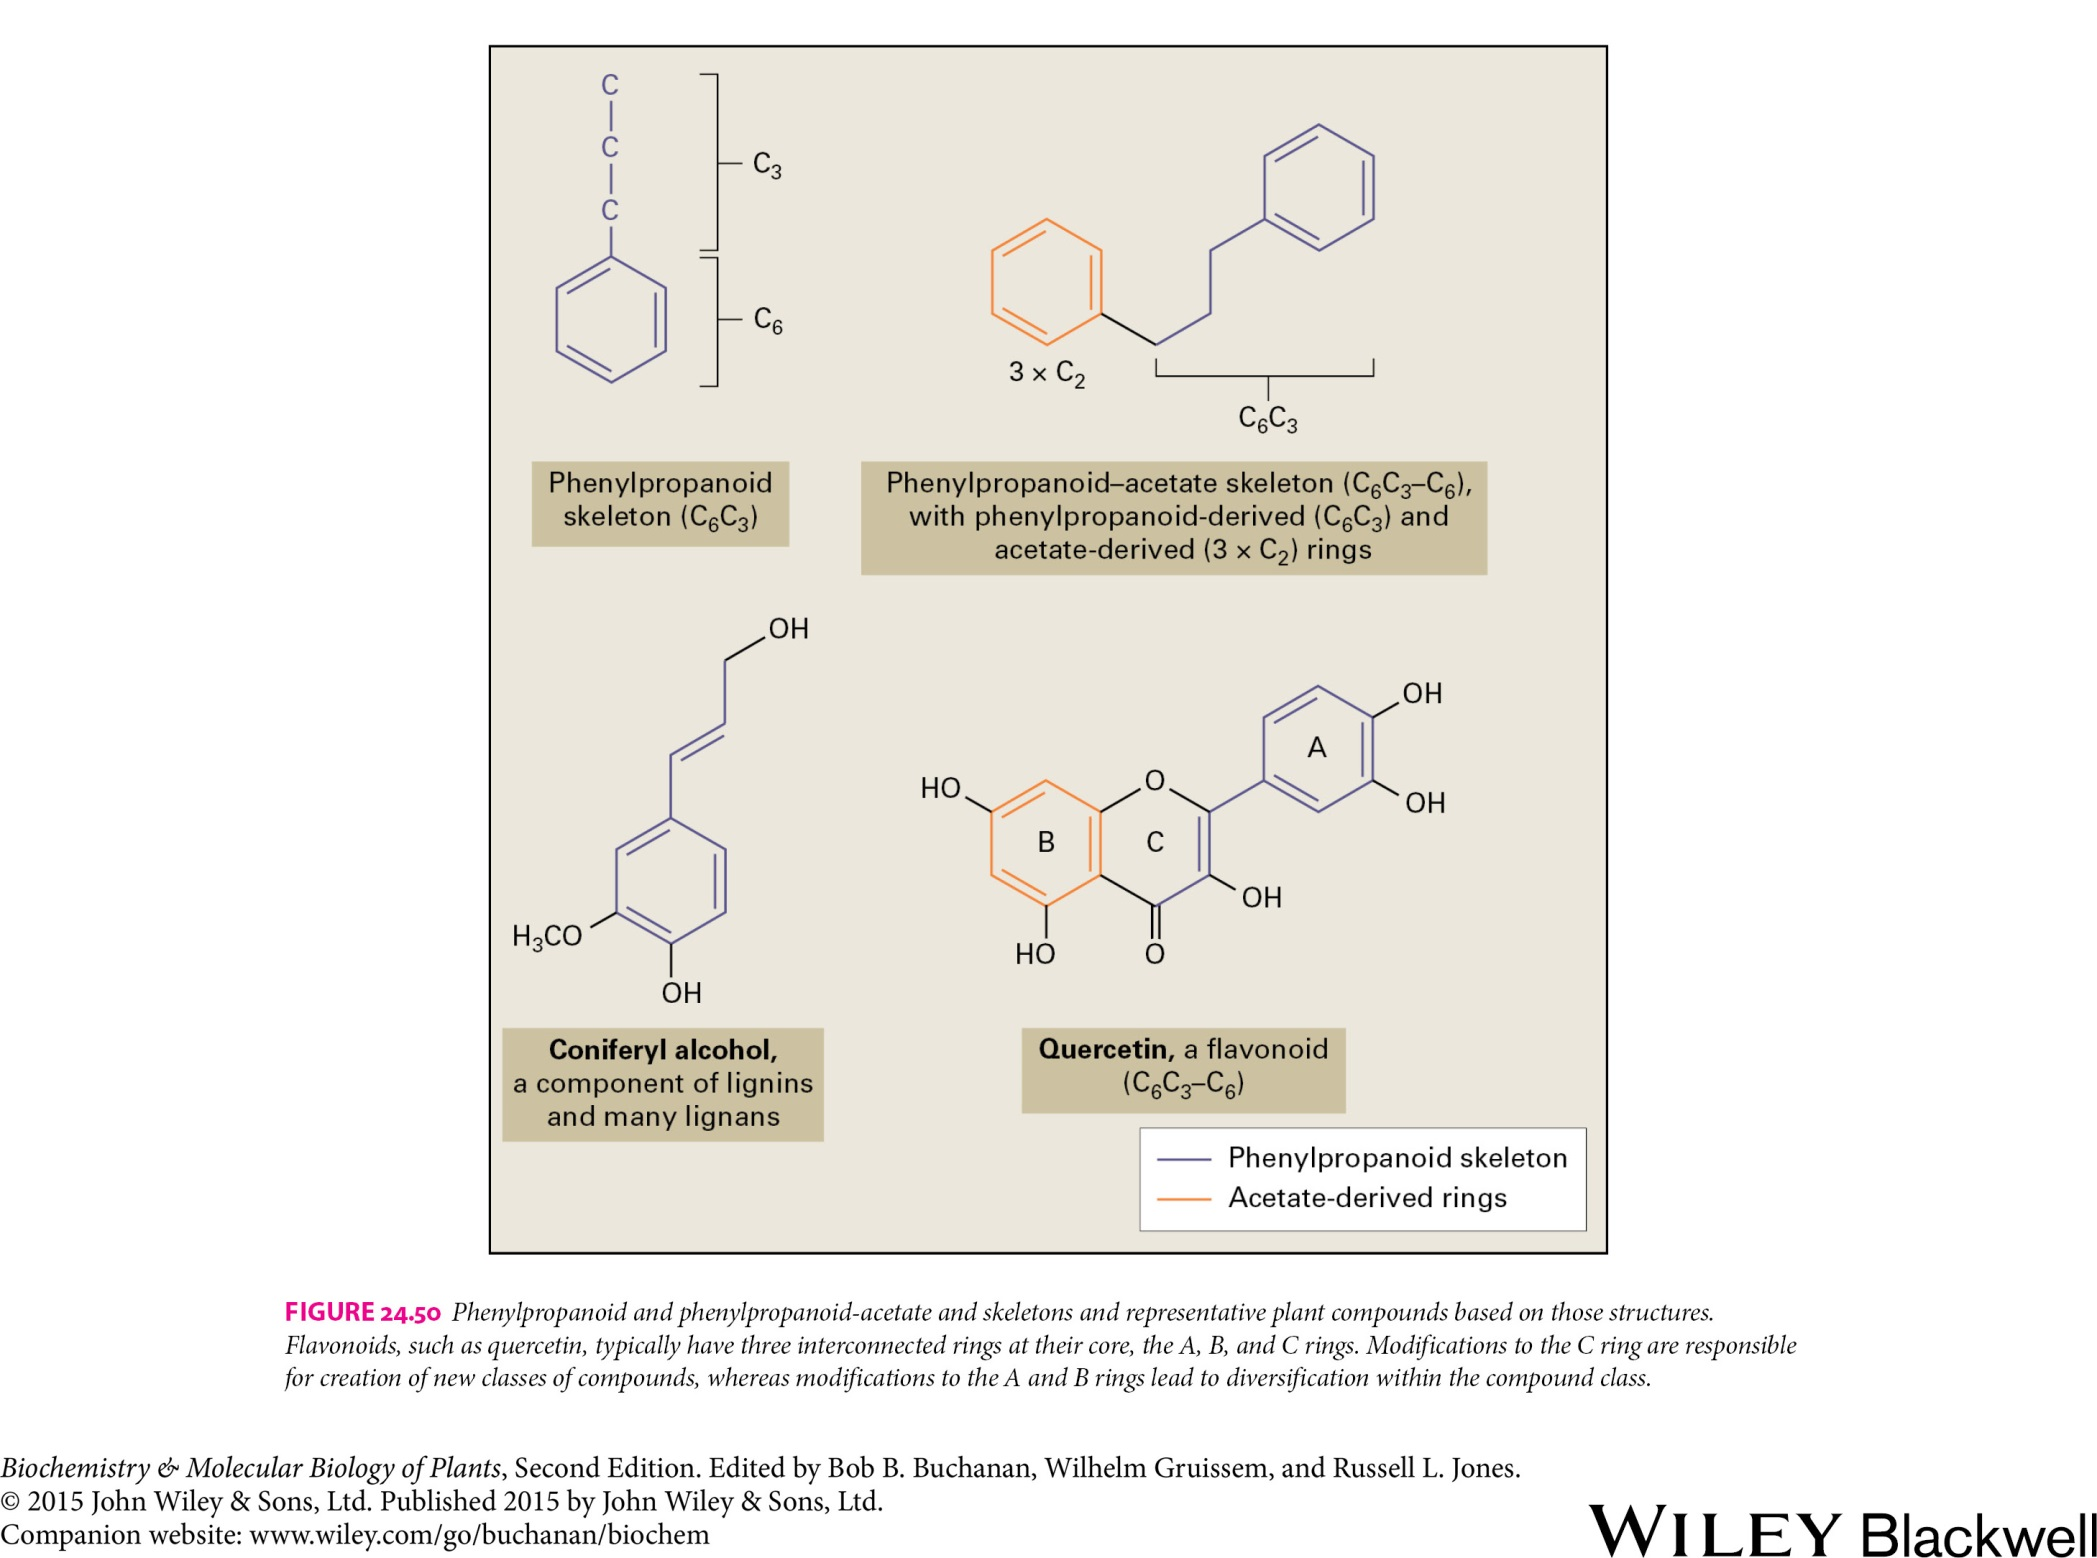 C
C
C
C₃
C₆
3 × C₂
C₆C₃
Phenylpropanoid
skeleton (C₆C₃)
Phenylpropanoid–acetate skeleton (C₆C₃–C₆),
with phenylpropanoid-derived (C₆C₃) and
acetate-derived (3 × C₂) rings
OH
H₃CO
OH
OH
A
OH
HO
O
B
C
OH
HO
O
Coniferyl alcohol,
a component of lignins
and many lignans
Quercetin, a flavonoid
(C₆C₃–C₆)
Phenylpropanoid skeleton
Acetate-derived rings
FIGURE 24.50 Phenylpropanoid and phenylpropanoid-acetate and skeletons and representative plant compounds based on those structures.
Flavonoids, such as quercetin, typically have three interconnected rings at their core, the A, B, and C rings. Modifications to the C ring are responsible
for creation of new classes of compounds, whereas modifications to the A and B rings lead to diversification within the compound class.
Biochemistry & Molecular Biology of Plants, Second Edition. Edited by Bob B. Buchanan, Wilhelm Gruissem, and Russell L. Jones.
© 2015 John Wiley & Sons, Ltd. Published 2015 by John Wiley & Sons, Ltd.
Companion website: www.wiley.com/go/buchanan/biochem
WILEY Blackwell